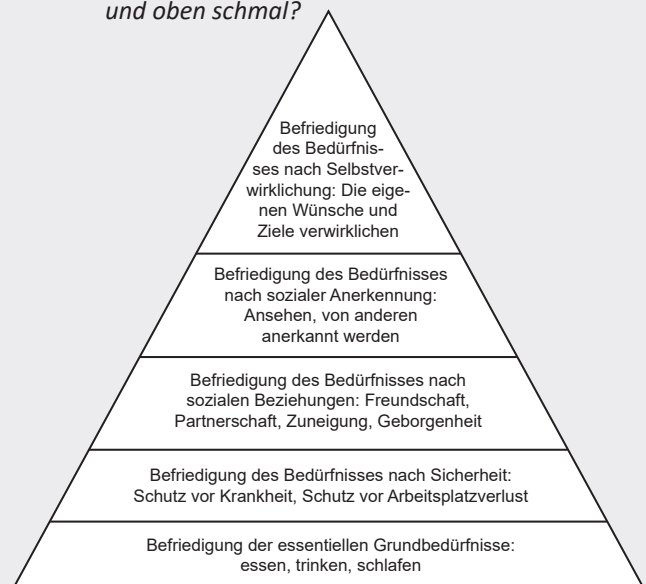 und oben schmal?
Befriedigung
des Bedürfnis-
ses nach Selbstver-
wirklichung: Die eige-
nen Wünsche und
Ziele verwirklichen
Befriedigung des Bedürfnisses
nach sozialer Anerkennung:
Ansehen, von anderen
anerkannt werden
Befriedigung des Bedürfnisses nach
sozialen Beziehungen: Freundschaft,
Partnerschaft, Zuneigung, Geborgenheit
Befriedigung des Bedürfnisses nach Sicherheit:
Schutz vor Krankheit, Schutz vor Arbeitsplatzverlust
Befriedigung der essentiellen Grundbedürfnisse:
essen, trinken, schlafen